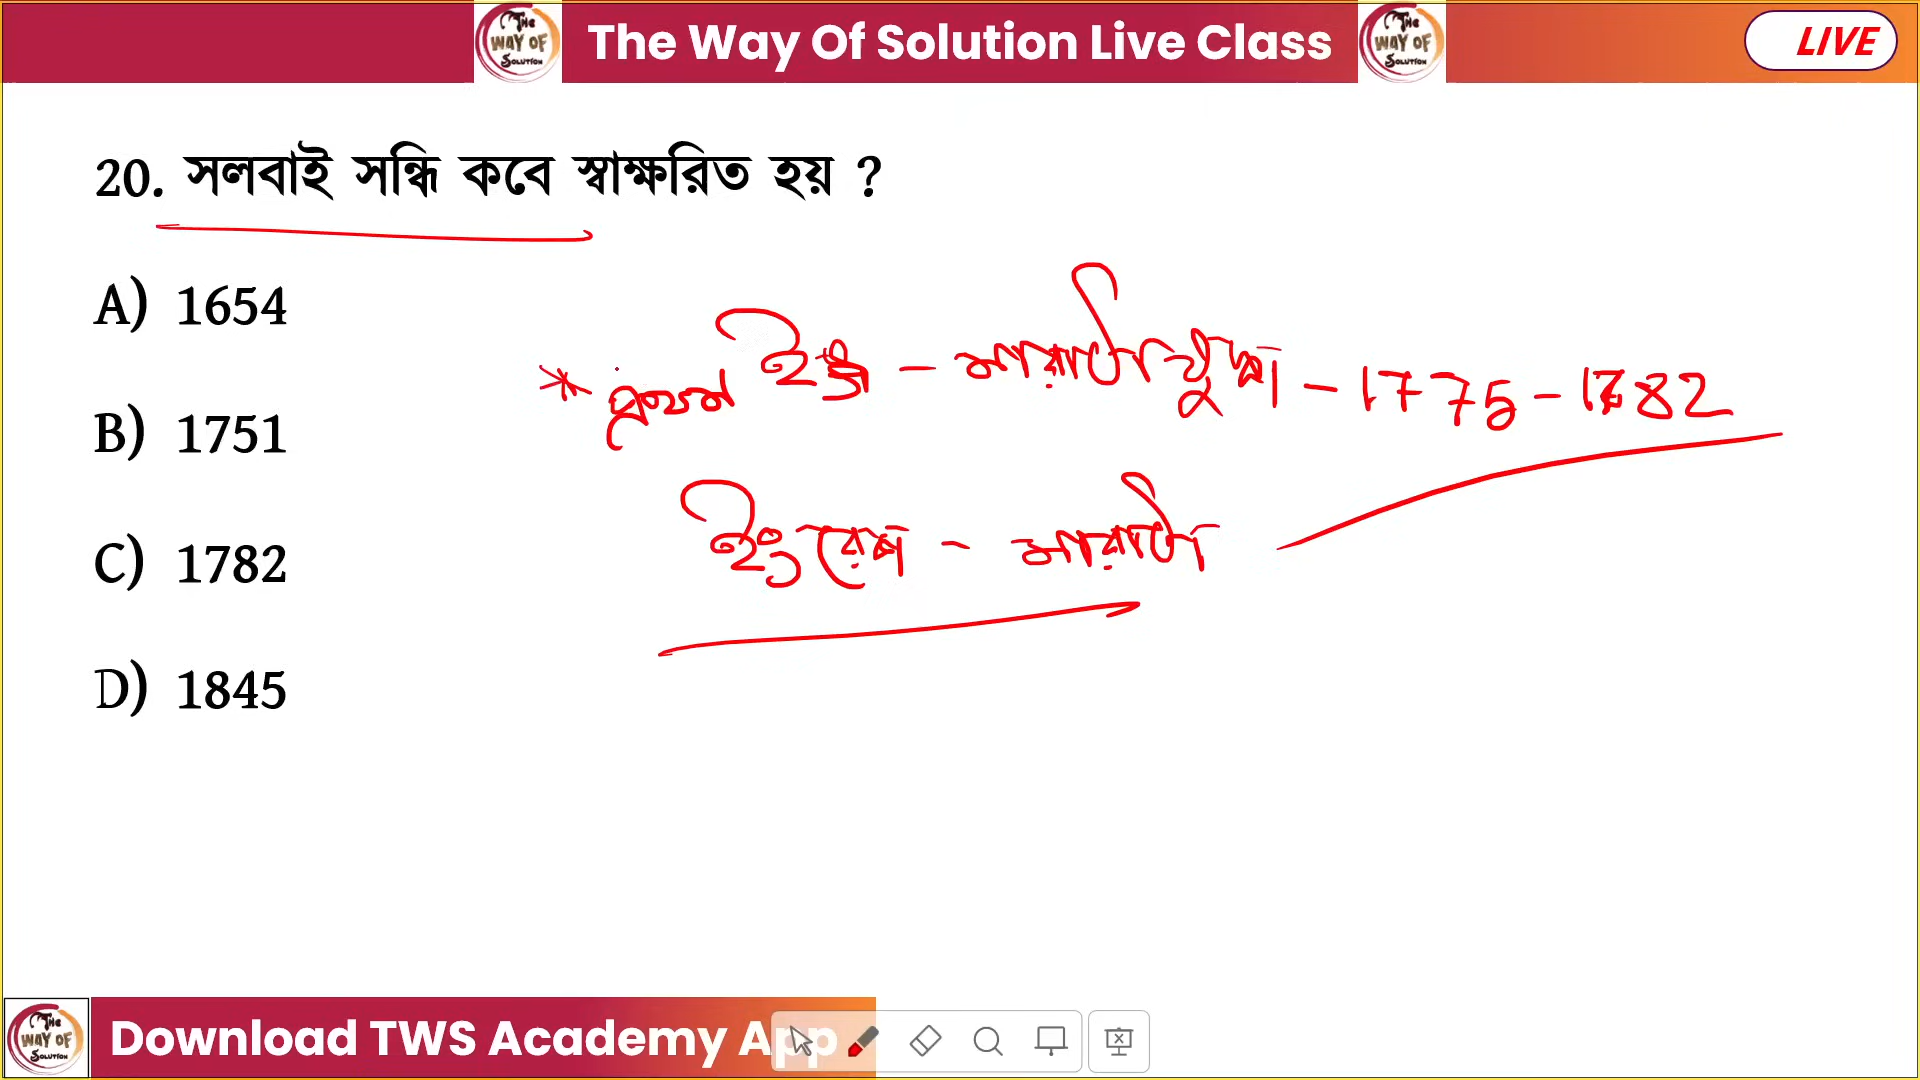 The Way Of Solution Live Class
LIVE
20. সলবাই সন্ধি কবে স্বাক্ষরিত হয় ?
A) 1654
B) 1751
C) 1782
D) 1845
* প্রথম ইঙ্গ - মারাঠা যুদ্ধ - 1775 - 1782
ইংরেজ - মারাঠা
Download TWS Academy App